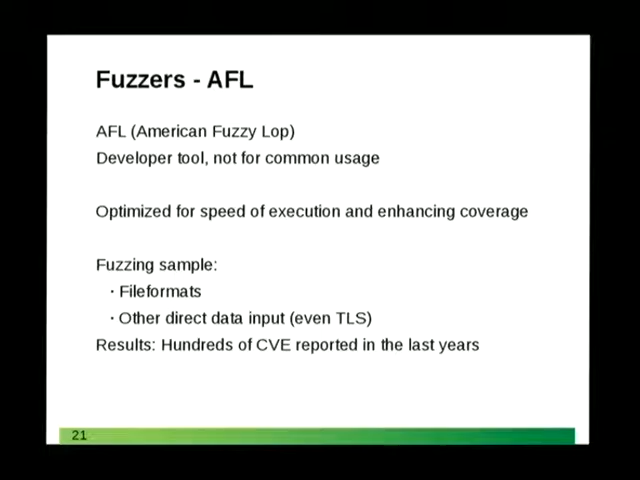 Fuzzers - AFL
AFL (American Fuzzy Lop)
Developer tool, not for common usage
Optimized for speed of execution and enhancing coverage
Fuzzing sample:
· Fileformats
· Other direct data input (even TLS)
Results: Hundreds of CVE reported in the last years
21